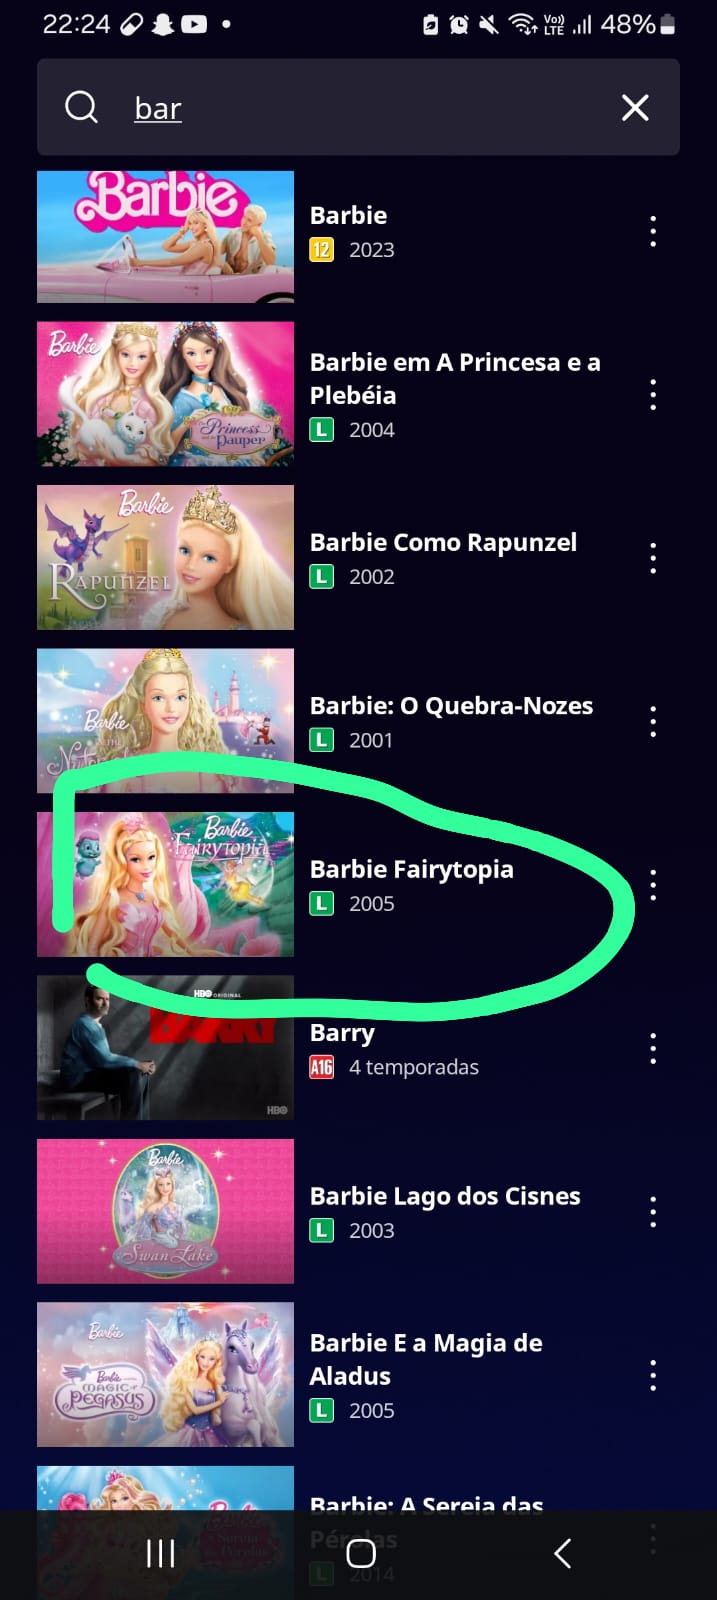 22:24
Vo))
LTE
48%
bar
Barbie
Barbie
12 2023
Barbie
Princess
and the Pauper
Barbie em A Princesa e a
Plebéia
L 2004
Barbie
RAPUNZEL
Barbie Como Rapunzel
L 2002
Barbie
Barbie: O Quebra-Nozes
L 2001
Barbie
Fairytopia
Barbie Fairytopia
L 2005
HBO ORIGINAL
BARRY
HBO
Barry
A16 4 temporadas
Barbie
Swan Lake
Barbie Lago dos Cisnes
L 2003
Barbie
Barbie
MAGIC OF
PEGASUS
Barbie E a Magia de
Aladus
L 2005
Barbie: A Sereia das
Pérolas
L 2014